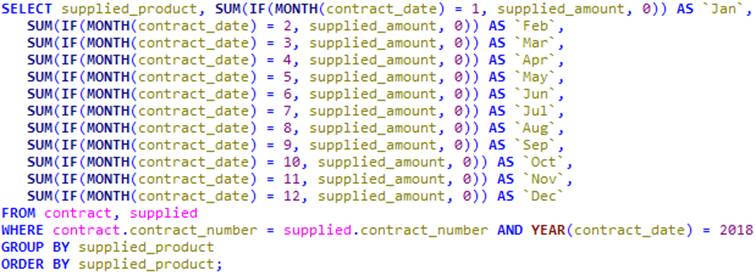 SELECT supplied_product, SUM(IF(MONTH(contract_date) = 1, supplied_amount, 0)) AS `Jan`,
SUM(IF(MONTH(contract_date) = 2, supplied_amount, 0)) AS `Feb`,
SUM(IF(MONTH(contract_date) = 3, supplied_amount, 0)) AS `Mar`,
SUM(IF(MONTH(contract_date) = 4, supplied_amount, 0)) AS `Apr`,
SUM(IF(MONTH(contract_date) = 5, supplied_amount, 0)) AS `May`,
SUM(IF(MONTH(contract_date) = 6, supplied_amount, 0)) AS `Jun`,
SUM(IF(MONTH(contract_date) = 7, supplied_amount, 0)) AS `Jul`,
SUM(IF(MONTH(contract_date) = 8, supplied_amount, 0)) AS `Aug`,
SUM(IF(MONTH(contract_date) = 9, supplied_amount, 0)) AS `Sep`,
SUM(IF(MONTH(contract_date) = 10, supplied_amount, 0)) AS `Oct`,
SUM(IF(MONTH(contract_date) = 11, supplied_amount, 0)) AS `Nov`,
SUM(IF(MONTH(contract_date) = 12, supplied_amount, 0)) AS `Dec`
FROM contract, supplied
WHERE contract.contract_number = supplied.contract_number AND YEAR(contract_date) = 2018
GROUP BY supplied_product
ORDER BY supplied_product;